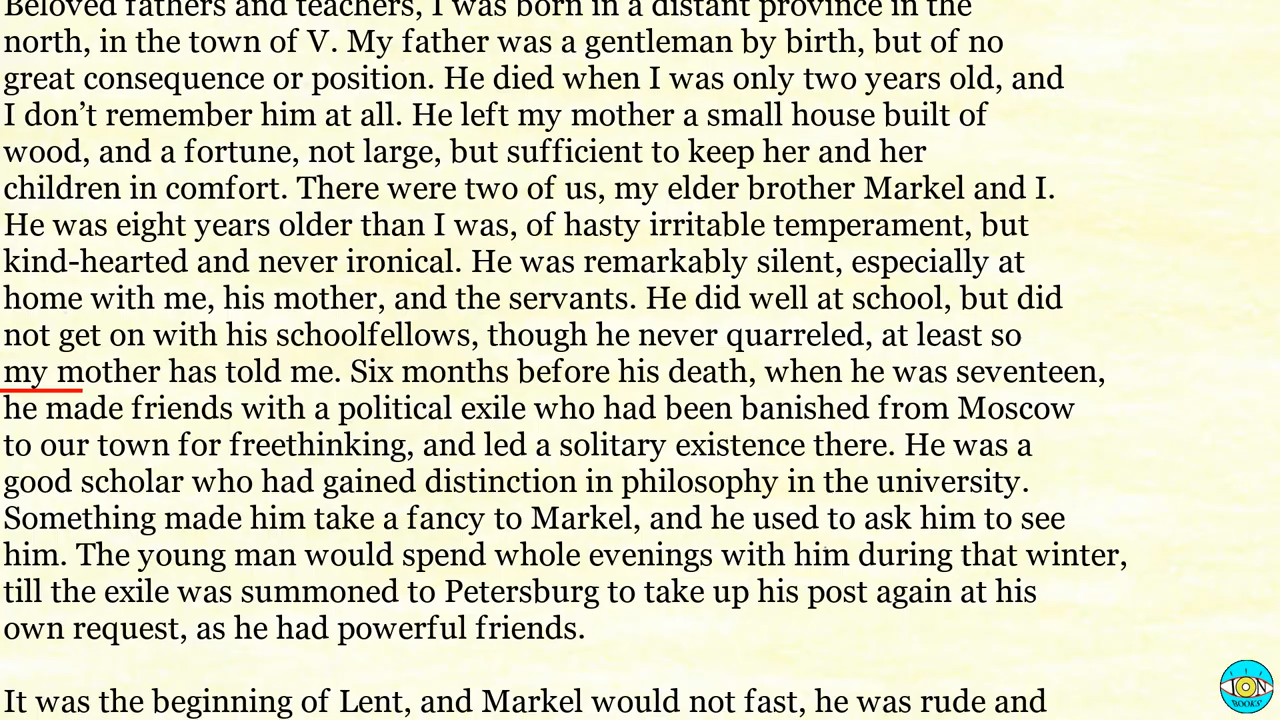 Beloved fathers and teachers, I was born in a distant province in the
north, in the town of V. My father was a gentleman by birth, but of no
great consequence or position. He died when I was only two years old, and
I don’t remember him at all. He left my mother a small house built of
wood, and a fortune, not large, but sufficient to keep her and her
children in comfort. There were two of us, my elder brother Markel and I.
He was eight years older than I was, of hasty irritable temperament, but
kind-hearted and never ironical. He was remarkably silent, especially at
home with me, his mother, and the servants. He did well at school, but did
not get on with his schoolfellows, though he never quarreled, at least so
my mother has told me. Six months before his death, when he was seventeen,
he made friends with a political exile who had been banished from Moscow
to our town for freethinking, and led a solitary existence there. He was a
good scholar who had gained distinction in philosophy in the university.
Something made him take a fancy to Markel, and he used to ask him to see
him. The young man would spend whole evenings with him during that winter,
till the exile was summoned to Petersburg to take up his post again at his
own request, as he had powerful friends.
It was the beginning of Lent, and Markel would not fast, he was rude and
ION
BOOKS